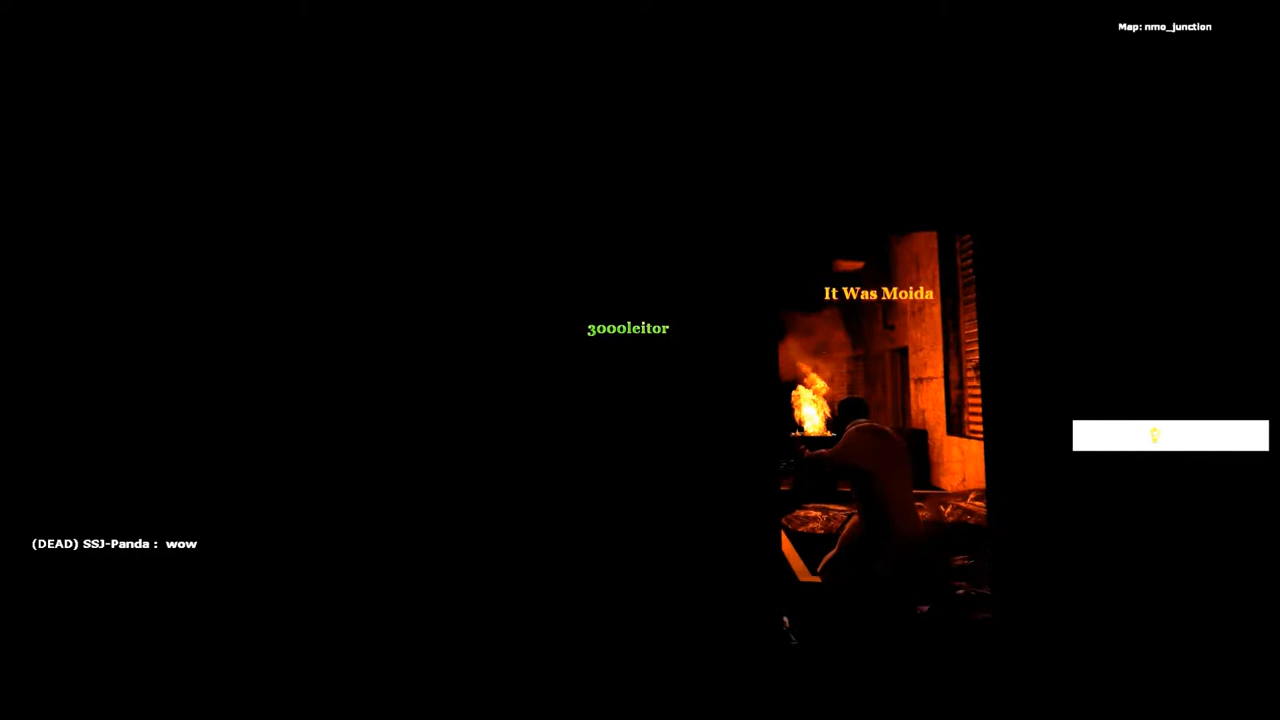 Map: nmo_junction
It Was Moida
3000leitor
(DEAD) SSJ-Panda : wow